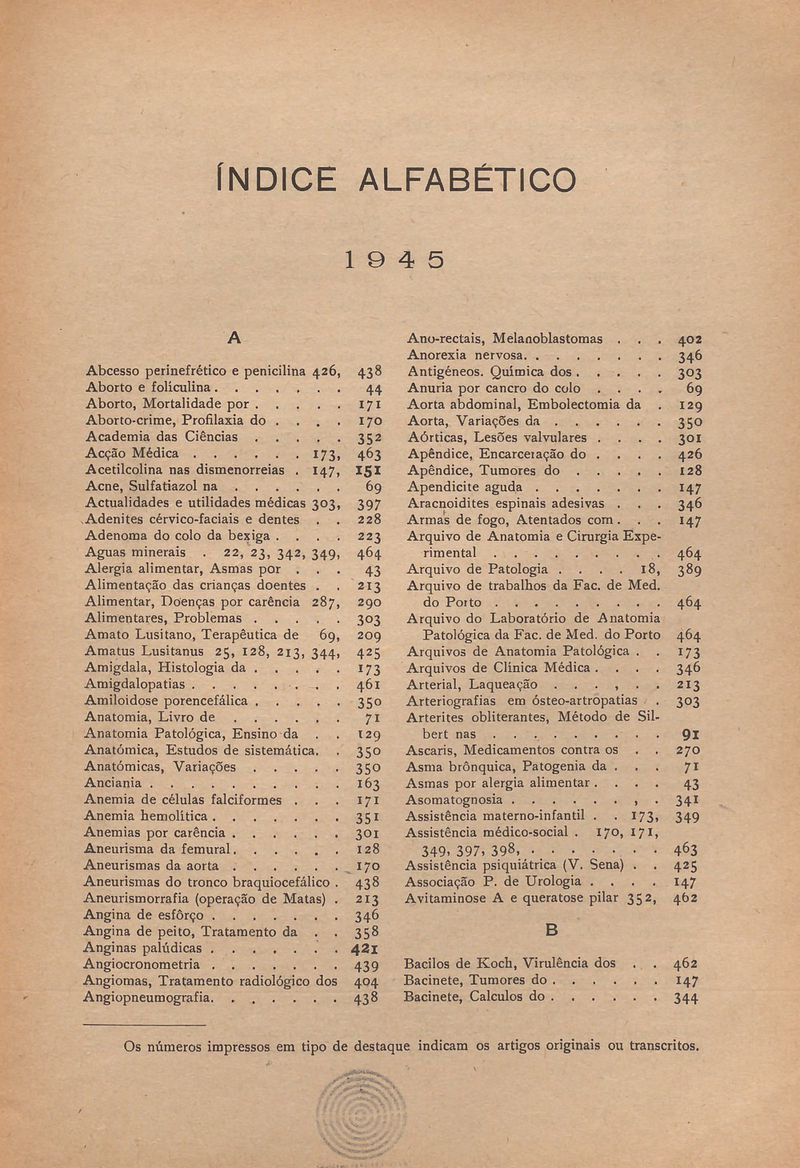 ÍNDICE ALFABÉTICO
1945
A
Abcesso perinefrético e penicilina 426, 438
Aborto e foliculina . . . . . . . 44
Aborto, Mortalidade por . . . . . 171
Aborto-crime, Profilaxia do . . . . 170
Academia das Ciências . . . . . 352
Acção Médica . . . . . . 173, 463
Acetilcolina nas dismenorreias . 147, 151
Acne, Sulfatiazol na . . . . . . 69
Actualidades e utilidades médicas 303, 397
Adenites cérvico-faciais e dentes . . 228
Adenoma do colo da bexiga . . . . 223
Aguas minerais . 22, 23, 342, 349, 464
Alergia alimentar, Asmas por . . . 43
Alimentação das crianças doentes . . 213
Alimentar, Doenças por carência 287, 290
Alimentares, Problemas . . . . . 303
Amato Lusitano, Terapêutica de 69, 209
Amatus Lusitanus 25, 128, 213, 344, 425
Amigdala, Histologia da . . . . . 173
Amigdalopatias . . . . . . . . 461
Amiloidose porencefálica . . . . . 350
Anatomia, Livro de . . . . . . 71
Anatomia Patológica, Ensino da . . 129
Anatómica, Estudos de sistemática. . 350
Anatómicas, Variações . . . . . 350
Anciania . . . . . . . . . . 163
Anemia de células falciformes . . . 171
Anemia hemolítica . . . . . . . 351
Anemias por carência . . . . . . 301
Aneurisma da femural . . . . . . 128
Aneurismas da aorta . . . . . . 170
Aneurismas do tronco braquiocefálico . 438
Aneurismorrafia (operação de Matas) . 213
Angina de esfôrço . . . . . . . 346
Angina de peito, Tratamento da . . 358
Anginas palúdicas . . . . . . . 421
Angiocronometria . . . . . . . 439
Angiomas, Tratamento radiológico dos 404
Angiopneumografia. . . . . . . 438
Ano-rectais, Melanoblastomas . . . 402
Anorexia nervosa. . . . . . . . 346
Antigéneos. Química dos . . . . . 303
Anuria por cancro do colo . . . . 69
Aorta abdominal, Embolectomia da . 129
Aorta, Variações da . . . . . . 350
Aórticas, Lesões valvulares . . . . 301
Apêndice, Encarceração do . . . . 426
Apêndice, Tumores do . . . . . 128
Apendicite aguda . . . . . . . 147
Aracnoidites espinais adesivas . . . 346
Armas de fogo, Atentados com . . . 147
Arquivo de Anatomia e Cirurgia Expe-
rimental . . . . . . . . . 464
Arquivo de Patologia . . . . 18, 389
Arquivo de trabalhos da Fac. de Med.
do Porto . . . . . . . . . 464
Arquivo do Laboratório de Anatomia
Patológica da Fac. de Med. do Porto 464
Arquivos de Anatomia Patológica . . 173
Arquivos de Clínica Médica . . . . 346
Arterial, Laqueação . . . , . . 213
Arteriografias em ósteo-artropatias . 303
Arterites obliterantes, Método de Sil-
bert nas . . . . . . . . . 91
Ascaris, Medicamentos contra os . . 270
Asma brônquica, Patogenia da . . . 71
Asmas por alergia alimentar . . . . 43
Asomatognosia . . . . . . , . 341
Assistência materno-infantil . . 173, 349
Assistência médico-social . 170, 171,
349, 397, 398, . . . . . . . 463
Assistência psiquiátrica (V. Sena) . . 425
Associação P. de Urologia . . . . 147
Avitaminose A e queratose pilar 352, 462
B
Bacilos de Koch, Virulência dos . . 462
Bacinete, Tumores do . . . . . . 147
Bacinete, Calculos do . . . . . . 344
Os números impressos em tipo de destaque indicam os artigos originais ou transcritos.